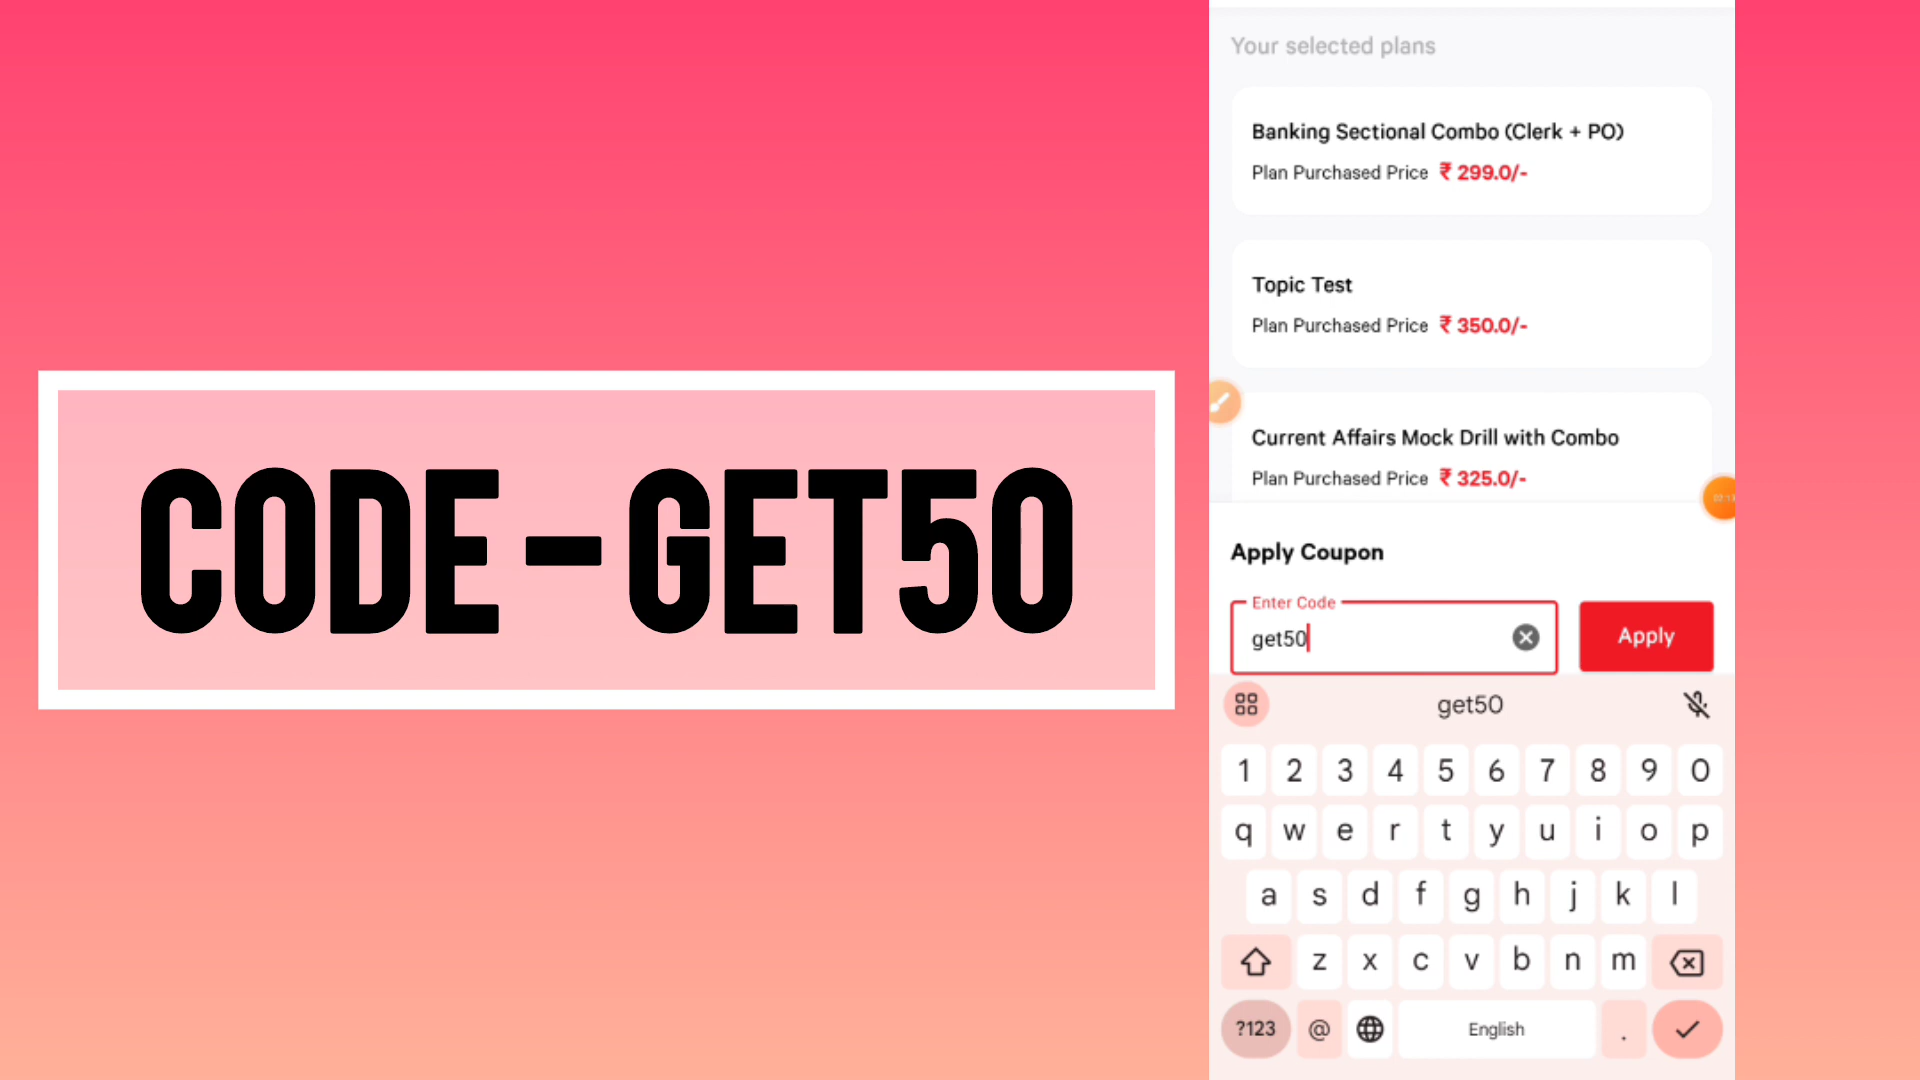 CODE – GET50
Your selected plans
Banking Sectional Combo (Clerk + PO)
Plan Purchased Price ₹ 299.0/-
Topic Test
Plan Purchased Price ₹ 350.0/-
Current Affairs Mock Drill with Combo
Plan Purchased Price ₹ 325.0/-
Apply Coupon
Enter Code
get50
Apply
get50
1 2 3 4 5 6 7 8 9 0
q w e r t y u i o p
a s d f g h j k l
z x c v b n m
?123 @ English .